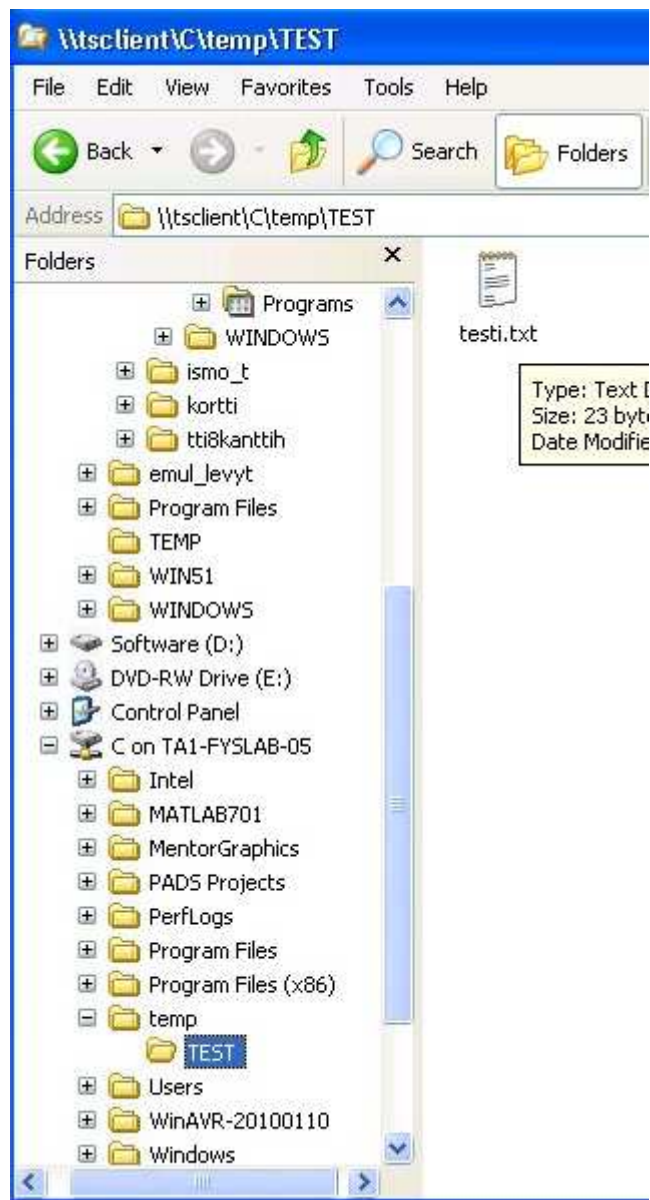 \\tsclient\C\temp\TEST
File Edit View Favorites Tools Help
Back Search Folders
Address \\tsclient\C\temp\TEST
Folders
Programs
WINDOWS
ismo_t
kortti
tti8kanttih
emul_levyt
Program Files
TEMP
WIN51
WINDOWS
Software (D:)
DVD-RW Drive (E:)
Control Panel
C on TA1-FYSLAB-05
Intel
MATLAB701
MentorGraphics
PADS Projects
PerfLogs
Program Files
Program Files (x86)
temp
TEST
Users
WinAVR-20100110
Windows
testi.txt
Type: Text D
Size: 23 byte
Date Modifie